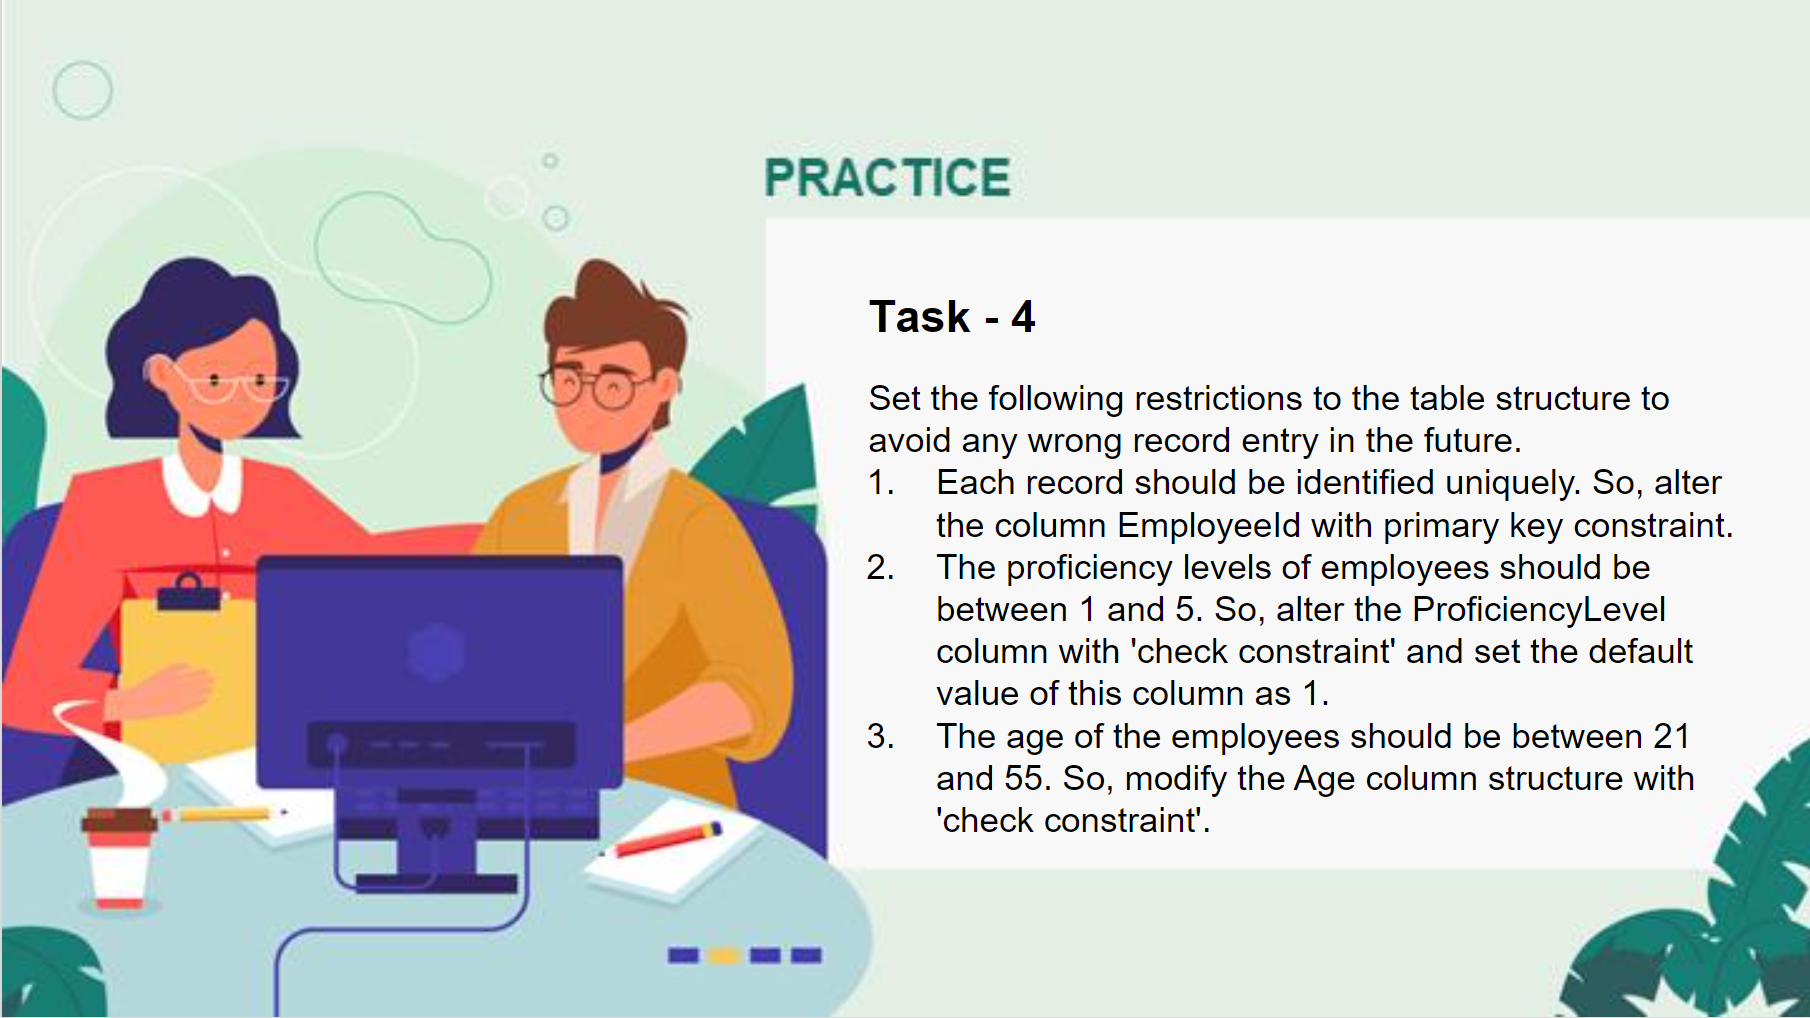 PRACTICE
Task - 4
Set the following restrictions to the table structure to
avoid any wrong record entry in the future.
1. Each record should be identified uniquely. So, alter
the column EmployeeId with primary key constraint.
2. The proficiency levels of employees should be
between 1 and 5. So, alter the ProficiencyLevel
column with 'check constraint' and set the default
value of this column as 1.
3. The age of the employees should be between 21
and 55. So, modify the Age column structure with
'check constraint'.